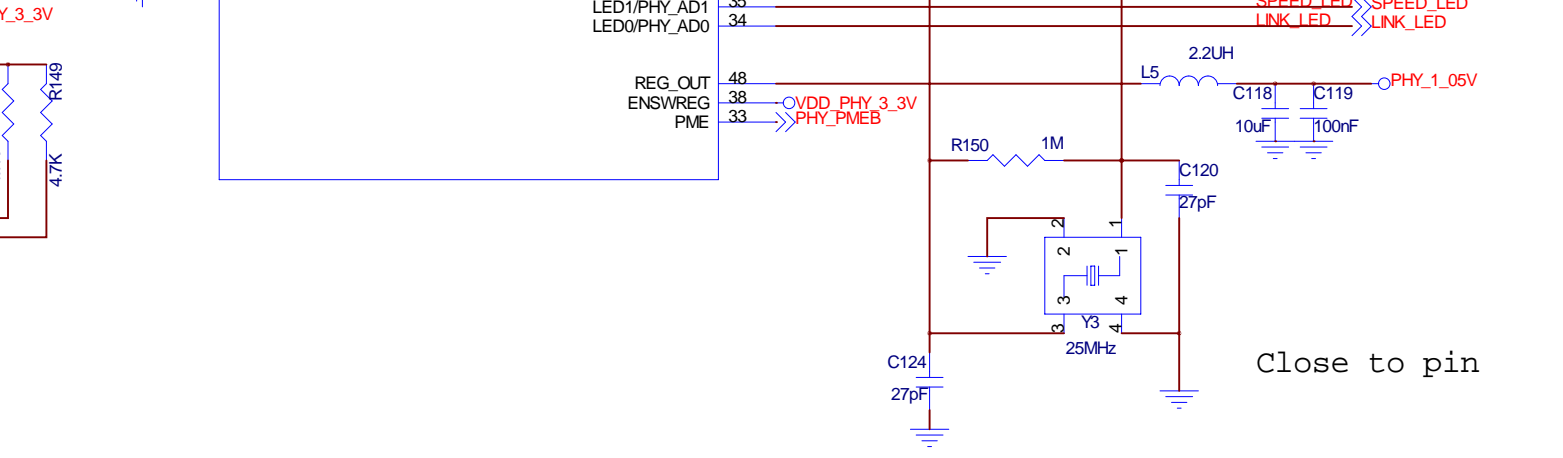 LED1/PHY_AD1 35 SPEED_LED SPEED_LED
Y_3_3V
LED0/PHY_AD0 34 LINK_LED LINK_LED
2.2UH
R149
REG_OUT 48 L5 PHY_1_05V
ENSWREG 38 VDD_PHY_3_3V C118 C119
PME 33 PHY_PMEB 10uF 100nF
R150 1M
4.7K
C120
27pF
2 1
2 1
3 4
3 Y3 4
25MHz
C124
Close to pin
27pF